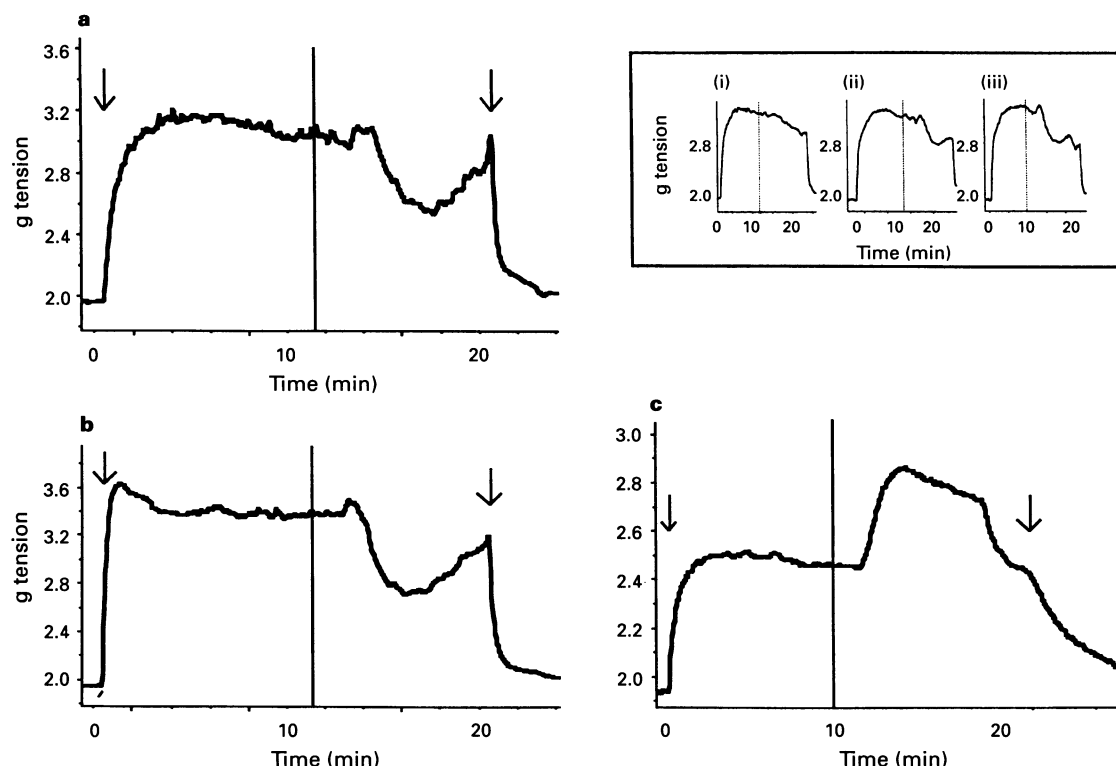 a
3.6
3.2
2.8
2.4
2.0
g tension
0 10 20
Time (min)
(i) (ii) (iii)
g tension
2.8 2.8 2.8
2.0 2.0 2.0
0 10 20 0 10 20 0 10 20
Time (min)
b
3.6
3.2
2.8
2.4
2.0
g tension
0 10 20
Time (min)
c
3.0
2.8
2.6
2.4
2.2
2.0
g tension
0 10 20
Time (min)